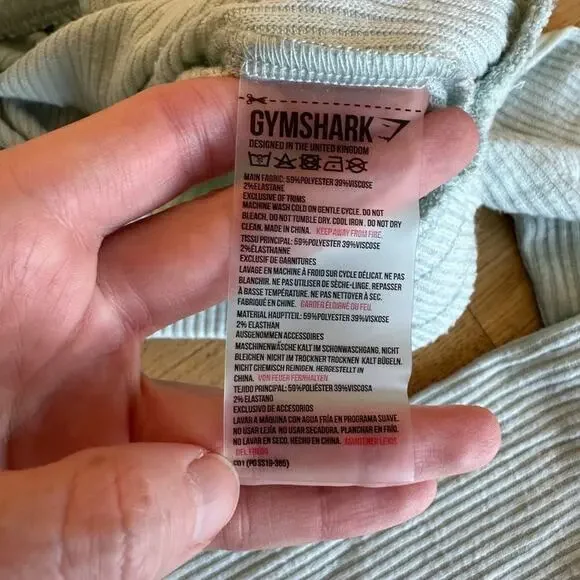 GYMSHARK
DESIGNED IN THE UNITED KINGDOM
MAIN FABRIC: 59%POLYESTER 39%VISCOSE
2%ELASTANE
EXCLUSIVE OF TRIMS
MACHINE WASH COLD ON GENTLE CYCLE. DO NOT
BLEACH. DO NOT TUMBLE DRY. COOL IRON . DO NOT DRY
CLEAN. MADE IN CHINA. KEEP AWAY FROM FIRE.
TISSU PRINCIPAL: 59%POLYESTER 39%VISCOSE
2%ÉLASTHANNE
EXCLUSIF DE GARNITURES
LAVAGE EN MACHINE À FROID SUR CYCLE DÉLICAT. NE PAS
BLANCHIR. NE PAS UTILISER DE SÈCHE-LINGE. REPASSER
À BASSE TEMPÉRATURE. NE PAS NETTOYER À SEC.
FABRIQUÉ EN CHINE. GARDER ÉLOIGNÉ DU FEU.
MATERIAL HAUPTTEIL: 59%POLYESTER 39%VISKOSE
2% ELASTHAN
AUSGENOMMEN ACCESSOIRES
MASCHINENWÄSCHE KALT IM SCHONWASCHGANG. NICHT
BLEICHEN NICHT IM TROCKNER TROCKNEN KALT BÜGELN.
NICHT CHEMISCH REINIGEN. HERGESTELLT IN
CHINA. VON FEUER FERNHALTEN
TEJIDO PRINCIPAL: 59%POLIÉSTER 39%VISCOSA
2% ELASTANO
EXCLUSIVO DE ACCESORIOS
LAVAR A MÁQUINA CON AGUA FRÍA EN PROGRAMA SUAVE.
NO USAR LEJÍA NO USAR SECADORA, PLANCHAR EN FRÍO.
NO LAVAR EN SECO. HECHO EN CHINA. MANTENER LEJOS
DEL FUEGO
(PO SS19-365)